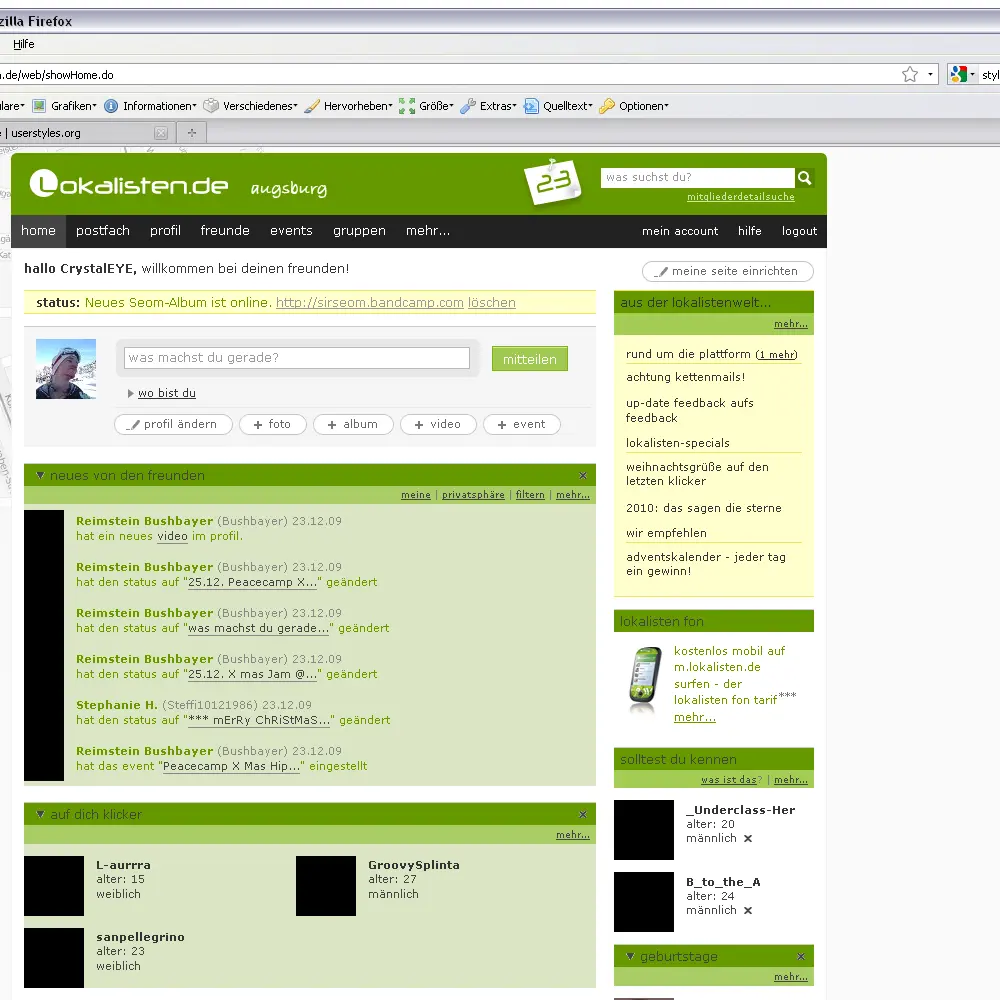 zilla Firefox
Hilfe
.de/web/showHome.do
styl
lare Grafiken Informationen Verschiedenes Hervorheben Größe Extras Quelltext Optionen
e | userstyles.org
Lokalisten.de augsburg
23
was suchst du?
mitgliederdetailsuche
home postfach profil freunde events gruppen mehr... mein account hilfe logout
hallo CrystalEYE, willkommen bei deinen freunden!
meine seite einrichten
status: Neues Seom-Album ist online. http://sirseom.bandcamp.com löschen
was machst du gerade?
mitteilen
wo bist du
profil ändern + foto + album + video + event
neues von den freunden
meine | privatsphäre | filtern | mehr...
Reimstein Bushbayer (Bushbayer) 23.12.09
hat ein neues video im profil.
Reimstein Bushbayer (Bushbayer) 23.12.09
hat den status auf "25.12. Peacecamp X..." geändert
Reimstein Bushbayer (Bushbayer) 23.12.09
hat den status auf "was machst du gerade..." geändert
Reimstein Bushbayer (Bushbayer) 23.12.09
hat den status auf "25.12. X mas Jam @..." geändert
Stephanie H. (Steffi10121986) 23.12.09
hat den status auf "*** mErRy ChRiStMaS..." geändert
Reimstein Bushbayer (Bushbayer) 23.12.09
hat das event "Peacecamp X Mas Hip..." eingestellt
auf dich klicker
mehr...
L-aurrra
alter: 15
weiblich
GroovySplinta
alter: 27
männlich
sanpellegrino
alter: 23
weiblich
aus der lokalistenwelt...
mehr...
rund um die plattform (1 mehr)
achtung kettenmails!
up-date feedback aufs
feedback
lokalisten-specials
weihnachtsgrüße auf den
letzten klicker
2010: das sagen die sterne
wir empfehlen
adventskalender - jeder tag
ein gewinn!
lokalisten fon
kostenlos mobil auf
m.lokalisten.de
surfen - der
lokalisten fon tarif***
mehr...
solltest du kennen
was ist das? | mehr...
_Underclass-Her
alter: 20
männlich
B_to_the_A
alter: 24
männlich
geburtstage
mehr...